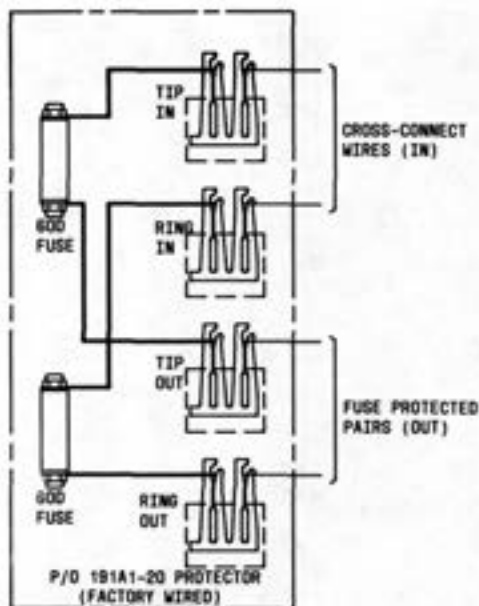 TIP
IN
CROSS-CONNECT
WIRES (IN)
60D
FUSE
RING
IN
TIP
OUT
FUSE PROTECTED
PAIRS (OUT)
60D
FUSE
RING
OUT
P/O 191A1-20 PROTECTOR
(FACTORY WIRED)